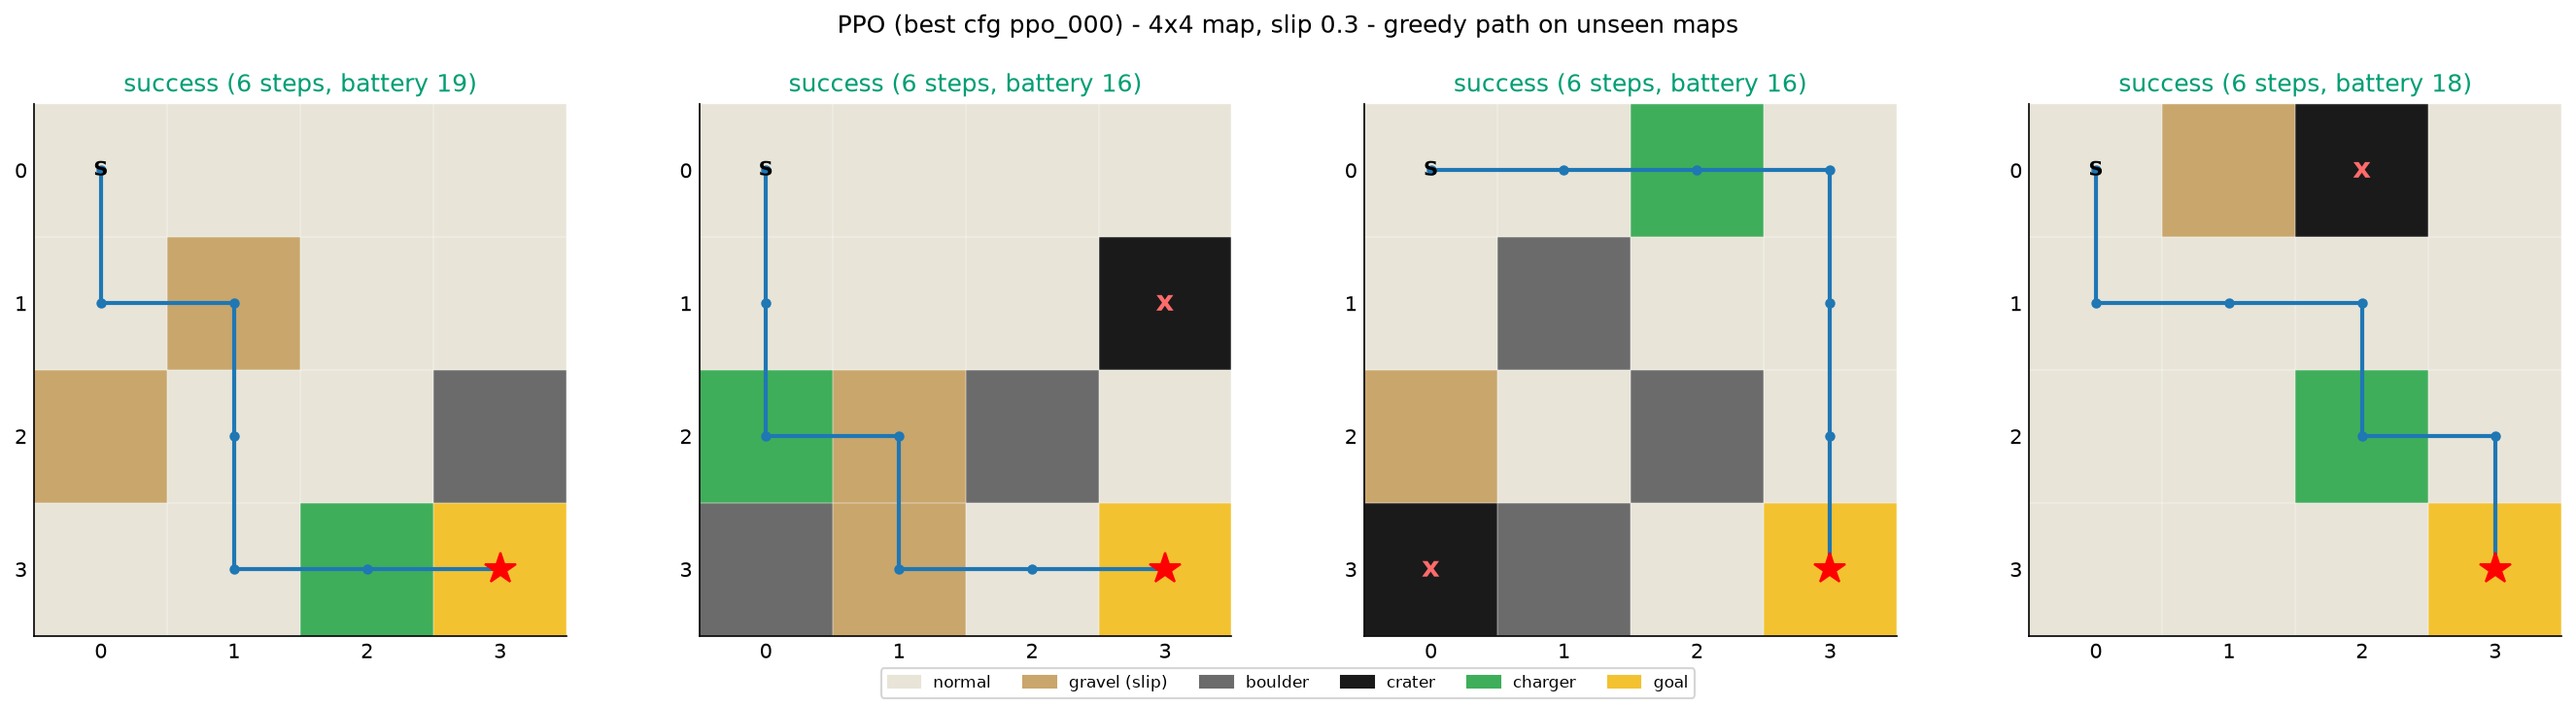 PPO (best cfg ppo_000) - 4x4 map, slip 0.3 - greedy path on unseen maps
success (6 steps, battery 19)
0
S
1
2
3
0 1 2 3
success (6 steps, battery 16)
0
S
1
x
2
3
0 1 2 3
success (6 steps, battery 16)
0
S
1
2
3
x
0 1 2 3
success (6 steps, battery 18)
0
S
x
1
2
3
0 1 2 3
normal gravel (slip) boulder crater charger goal